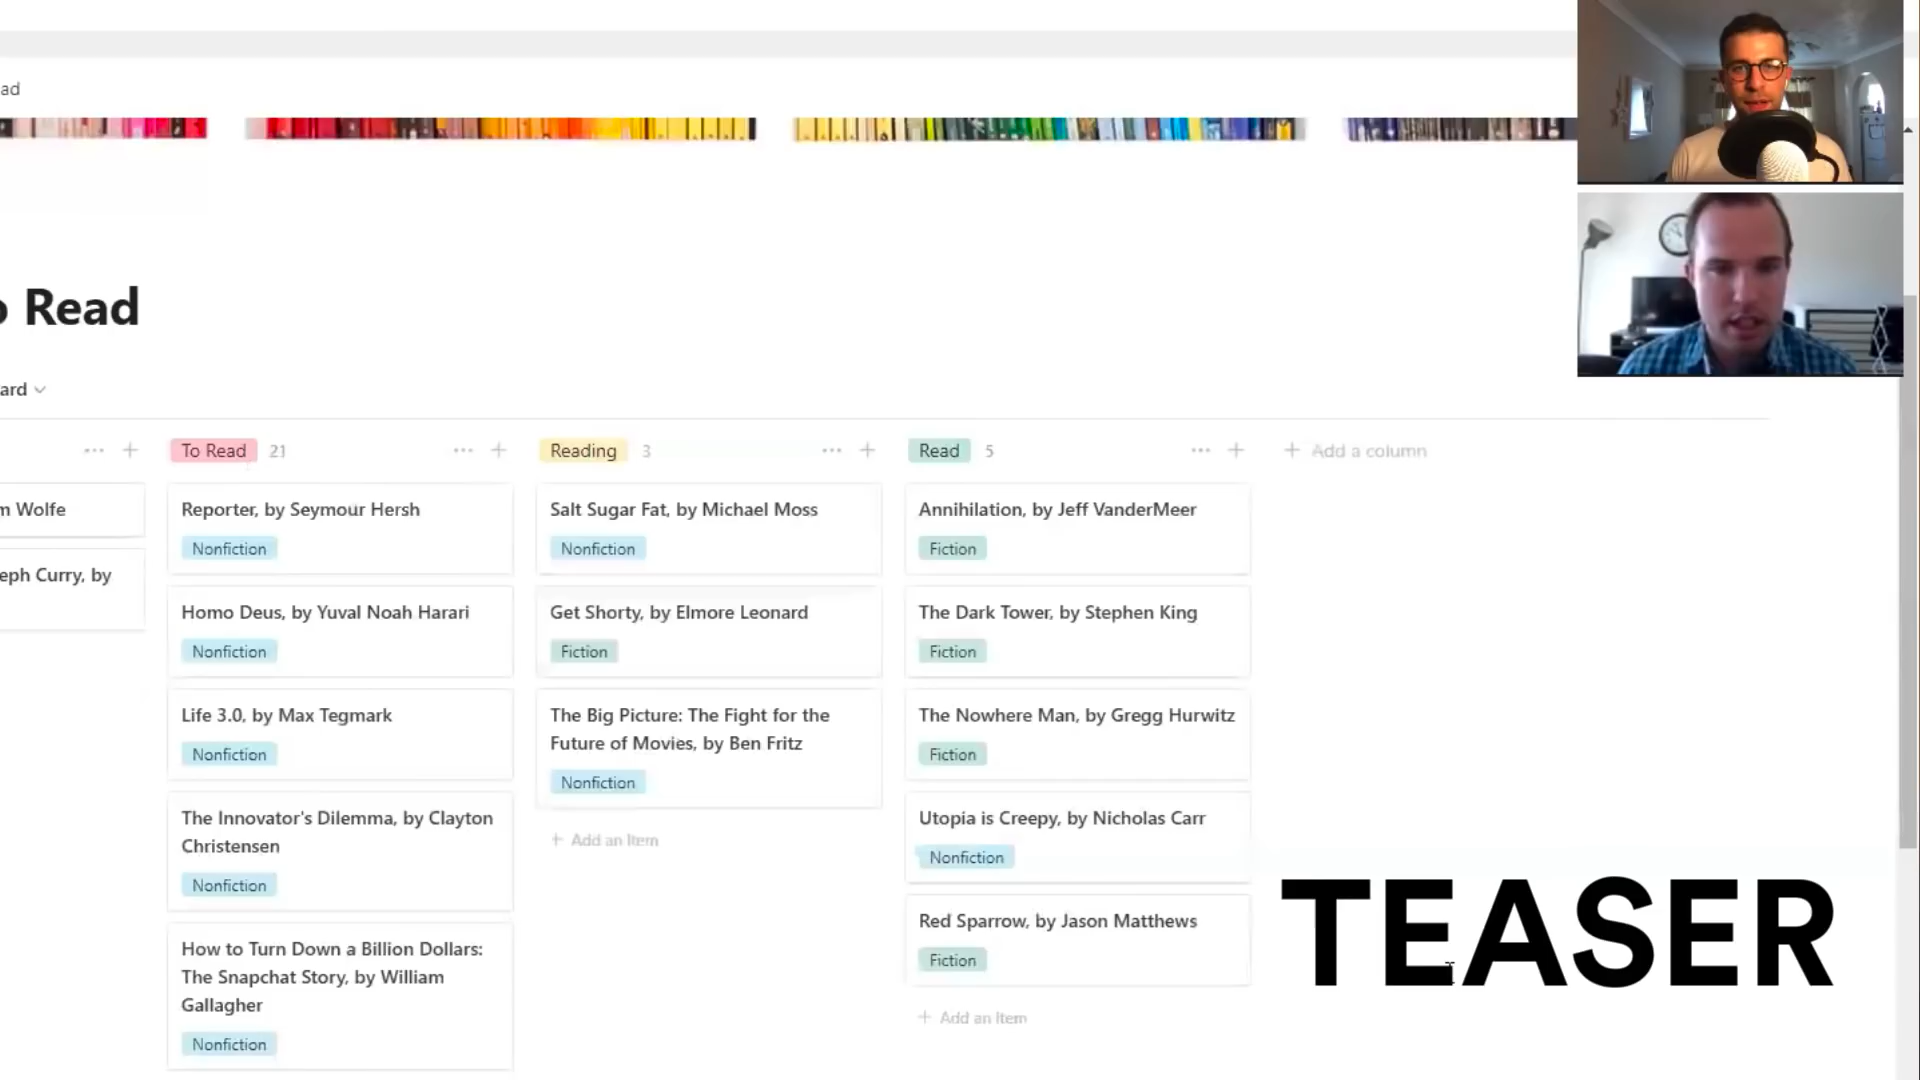 ad
o Read
ard
To Read 21
Reading 3
Read 5
+ Add a column
m Wolfe
eph Curry, by
Reporter, by Seymour Hersh
Nonfiction
Homo Deus, by Yuval Noah Harari
Nonfiction
Life 3.0, by Max Tegmark
Nonfiction
The Innovator's Dilemma, by Clayton
Christensen
Nonfiction
How to Turn Down a Billion Dollars:
The Snapchat Story, by William
Gallagher
Nonfiction
Salt Sugar Fat, by Michael Moss
Nonfiction
Get Shorty, by Elmore Leonard
Fiction
The Big Picture: The Fight for the
Future of Movies, by Ben Fritz
Nonfiction
+ Add an Item
Annihilation, by Jeff VanderMeer
Fiction
The Dark Tower, by Stephen King
Fiction
The Nowhere Man, by Gregg Hurwitz
Fiction
Utopia is Creepy, by Nicholas Carr
Nonfiction
Red Sparrow, by Jason Matthews
Fiction
+ Add an Item
TEASER